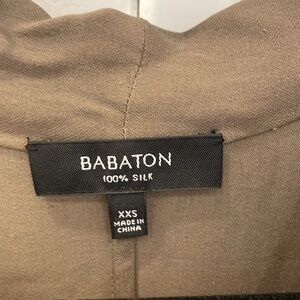 BABATON
100% SILK
XXS
MADE IN
CHINA